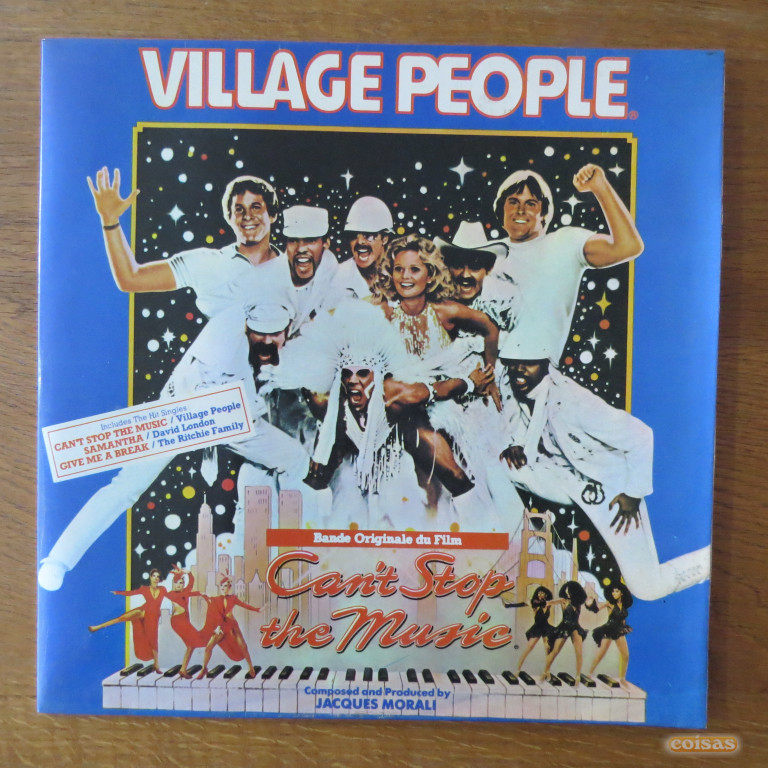 VILLAGE PEOPLE®
Includes The Hit Singles
CAN'T STOP THE MUSIC / Village People
SAMANTHA / David London
GIVE ME A BREAK / The Ritchie Family
Bande Originale du Film
Can't Stop
the Music
Composed and Produced by
JACQUES MORALI
coisas